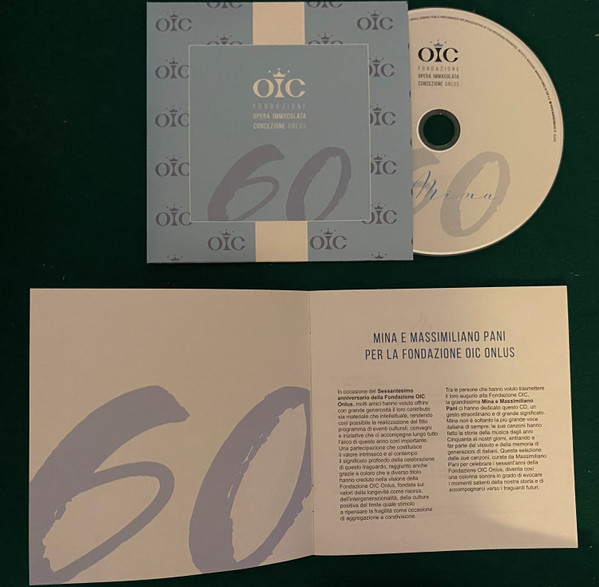 OIC
FONDAZIONE
OPERA IMMACOLATA
CONCEZIONE ONLUS
60
OIC
FONDAZIONE
OPERA IMMACOLATA
CONCEZIONE ONLUS
60
Mina
60
MINA E MASSIMILIANO PANI
PER LA FONDAZIONE OIC ONLUS
In occasione del Sessantesimo
anniversario della Fondazione OIC
Onlus, molti amici hanno voluto offrire
con grande generosità il loro contributo
sia materiale che intellettuale, rendendo
così possibile la realizzazione del fitto
programma di eventi culturali, convegni
e iniziative che ci accompagna lungo tutto
l'arco di questo anno così importante.
Una partecipazione che costituisce
il valore intrinseco e al contempo
il significato profondo della celebrazione
di questo traguardo, raggiunto anche
grazie a coloro che a diverso titolo
hanno creduto nella visione della
Fondazione OIC Onlus, fondata sui
valori della longevità come risorsa,
dell'intergenerazionalità, della cultura
positiva del limite quale stimolo
a ripensare la fragilità come occasione
di aggregazione e condivisione.
Tra le persone che hanno voluto trasmettere
il loro augurio alla Fondazione OIC,
la grandissima Mina e Massimiliano
Pani ci hanno dedicato questo CD, un
gesto straordinario e di grande significato.
Mina non è soltanto la più grande voce
italiana di sempre: le sue canzoni hanno
fatto la storia della musica degli anni
Cinquanta ai nostri giorni, entrando a
far parte del vissuto e della memoria di
generazioni di italiani. Questa selezione
delle sue canzoni, curata da Massimiliano
Pani per celebrare i sessant'anni della
Fondazione OIC Onlus, diventa così
una colonna sonora in grado di evocare
i momenti salienti della nostra storia e di
accompagnarci verso i traguardi futuri.